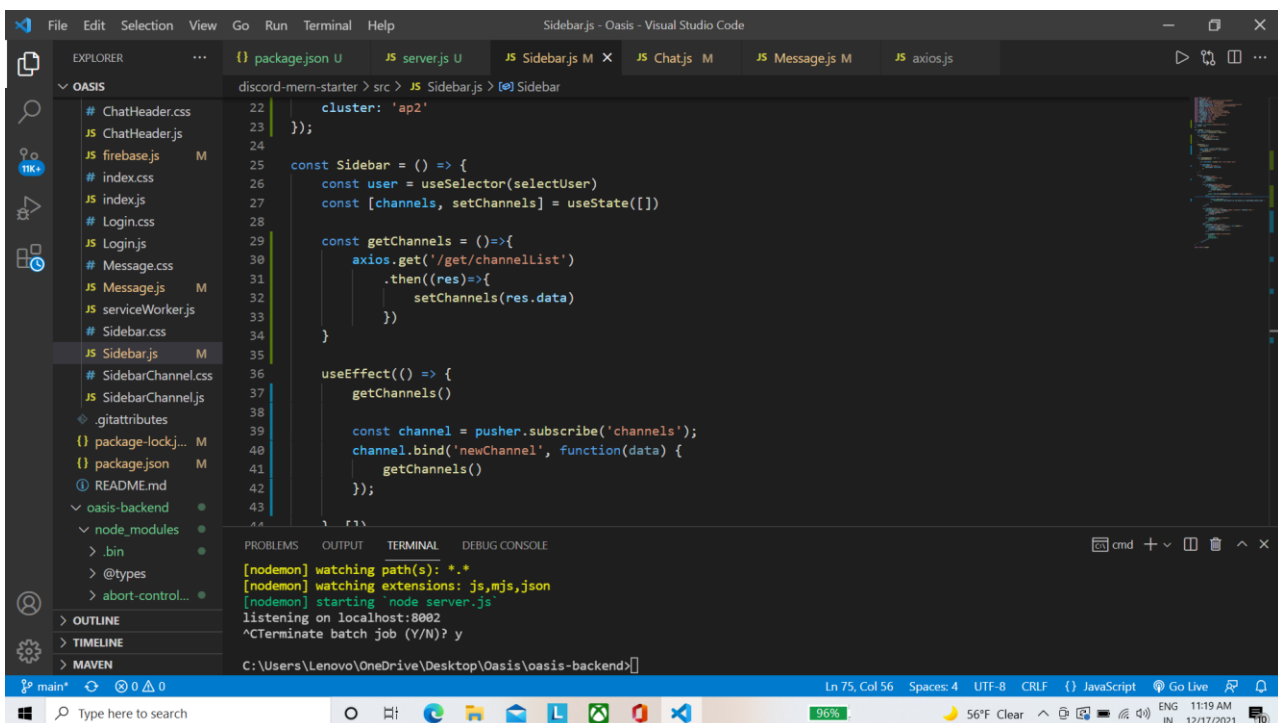 File Edit Selection View Go Run Terminal Help
Sidebar.js - Oasis - Visual Studio Code
EXPLORER ...
{} package.json U
JS server.js U
JS Sidebar.js M ×
JS Chat.js M
JS Message.js M
JS axios.js
OASIS
discord-mern-starter > src > JS Sidebar.js > Sidebar
# ChatHeader.css
JS ChatHeader.js
JS firebase.js M
# index.css
JS index.js
# Login.css
JS Login.js
# Message.css
JS Message.js M
JS serviceWorker.js
# Sidebar.css
JS Sidebar.js M
# SidebarChannel.css
JS SidebarChannel.js
.gitattributes
{} package-lock.j... M
{} package.json M
README.md
oasis-backend
node_modules
> .bin
> @types
> abort-control...
> OUTLINE
> TIMELINE
> MAVEN
11K+
22 cluster: 'ap2'
23 });
24
25 const Sidebar = () => {
26 const user = useSelector(selectUser)
27 const [channels, setChannels] = useState([])
28
29 const getChannels = ()=>{
30 axios.get('/get/channelList')
31 .then((res)=>{
32 setChannels(res.data)
33 })
34 }
35
36 useEffect(() => {
37 getChannels()
38
39 const channel = pusher.subscribe('channels');
40 channel.bind('newChannel', function(data) {
41 getChannels()
42 });
43
44 }, [])
PROBLEMS OUTPUT TERMINAL DEBUG CONSOLE
cmd
[nodemon] watching path(s): *.*
[nodemon] watching extensions: js,mjs,json
[nodemon] starting `node server.js`
listening on localhost:8002
^CTerminate batch job (Y/N)? y
C:\Users\Lenovo\OneDrive\Desktop\Oasis\oasis-backend>
main* 0 0 Ln 75, Col 56 Spaces: 4 UTF-8 CRLF {} JavaScript Go Live
Type here to search
L
96%
56°F Clear
ENG
IN
11:19 AM
12/17/2021